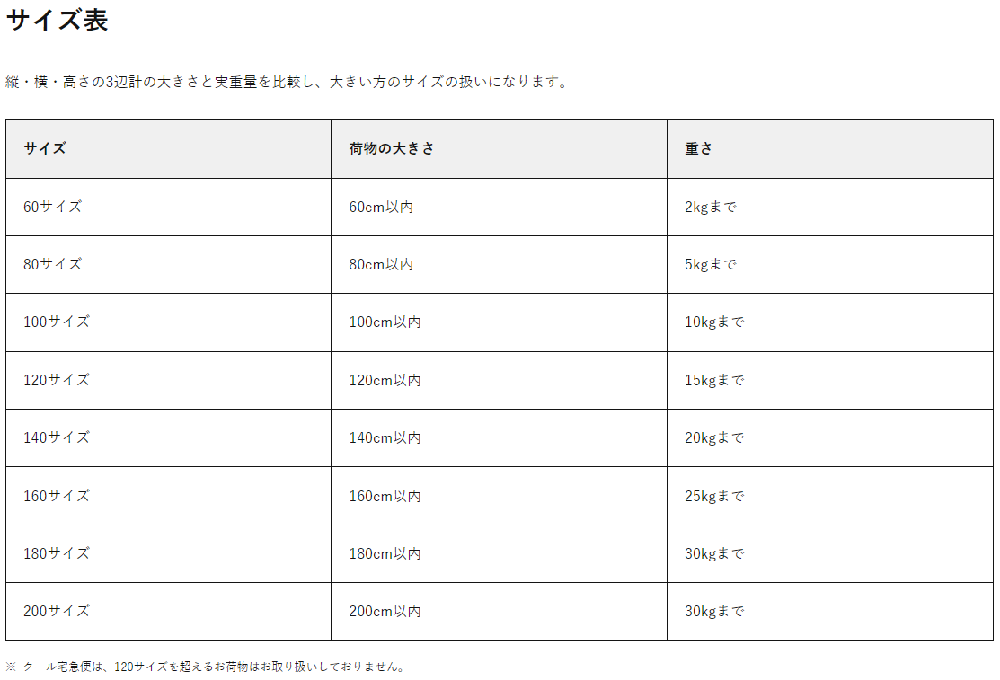 サイズ表
縦・横・高さの3辺計の大きさと実重量を比較し、大きい方のサイズの扱いになります。
サイズ 荷物の大きさ 重さ
60サイズ 60cm以内 2kgまで
80サイズ 80cm以内 5kgまで
100サイズ 100cm以内 10kgまで
120サイズ 120cm以内 15kgまで
140サイズ 140cm以内 20kgまで
160サイズ 160cm以内 25kgまで
180サイズ 180cm以内 30kgまで
200サイズ 200cm以内 30kgまで
※ クール宅急便は、120サイズを超えるお荷物はお取り扱いしておりません。